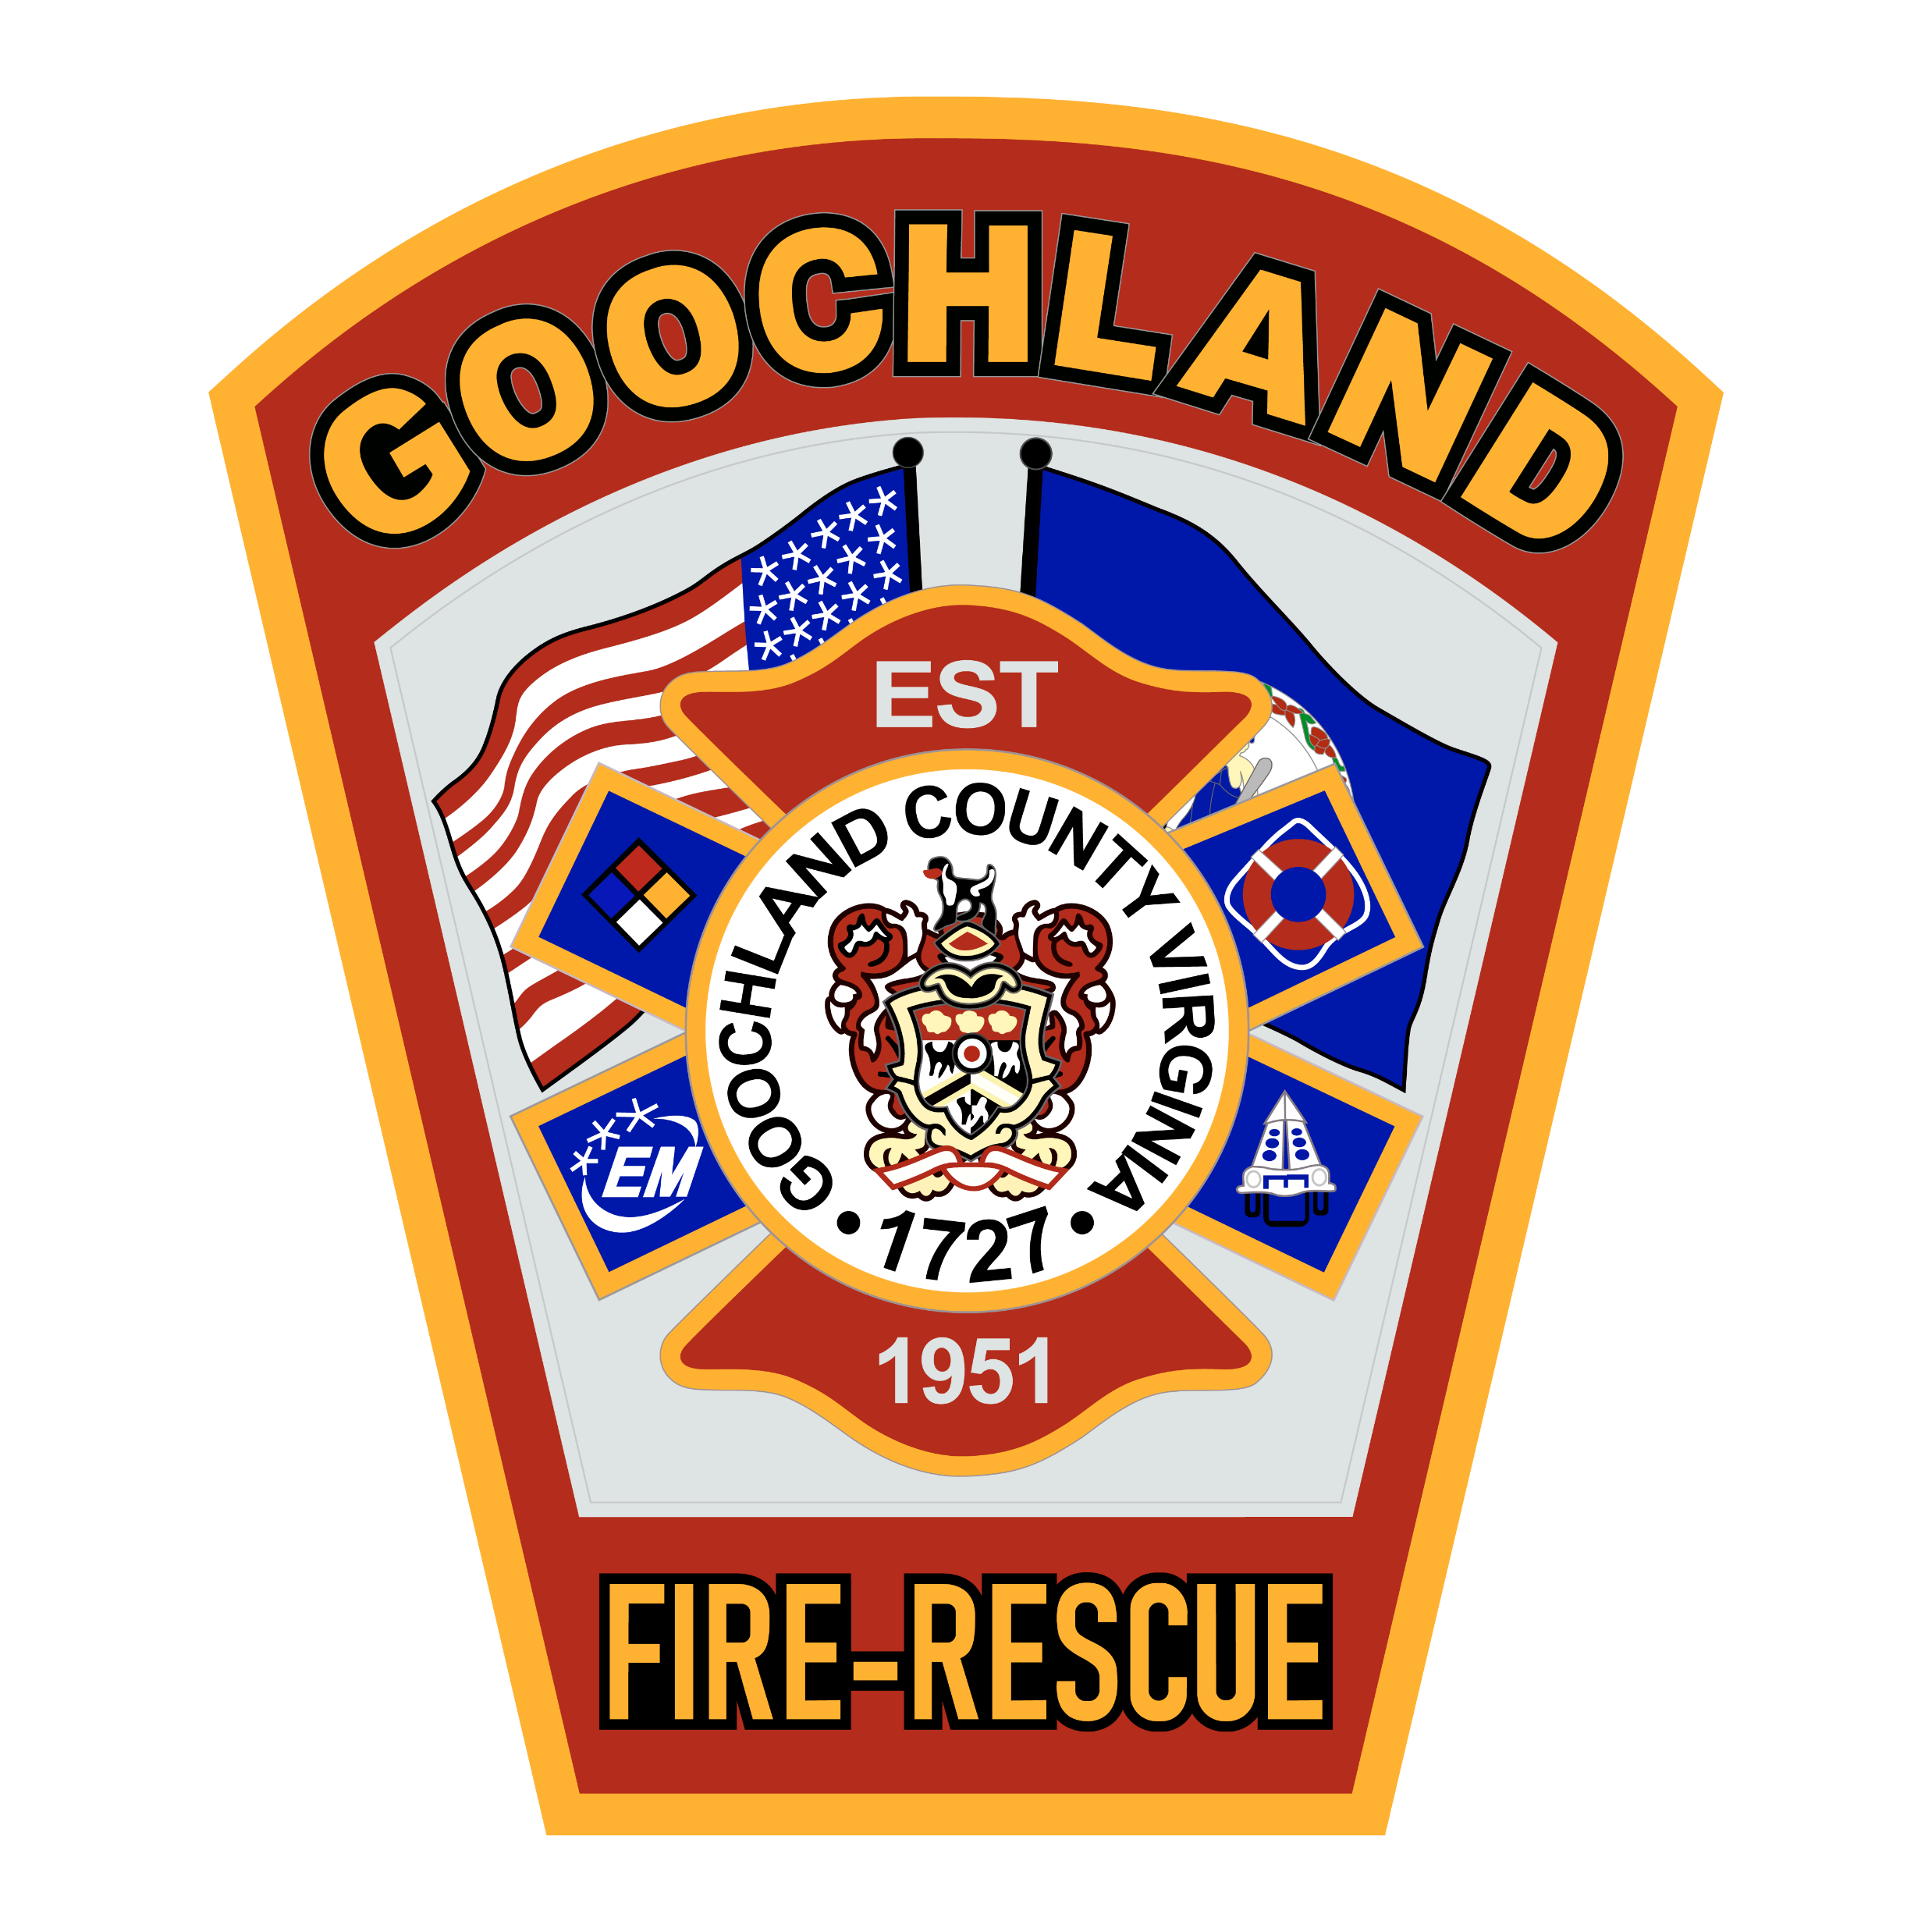 GOOCHLAND
EST
GOOCHLAND COUNTY VIRGINIA
• 1727 •
EM
1951
FIRE-RESCUE